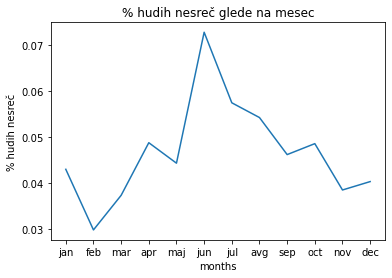 % hudih nesreč glede na mesec
% hudih nesreč
0.07
0.06
0.05
0.04
0.03
jan feb mar apr maj jun jul avg sep oct nov dec
months